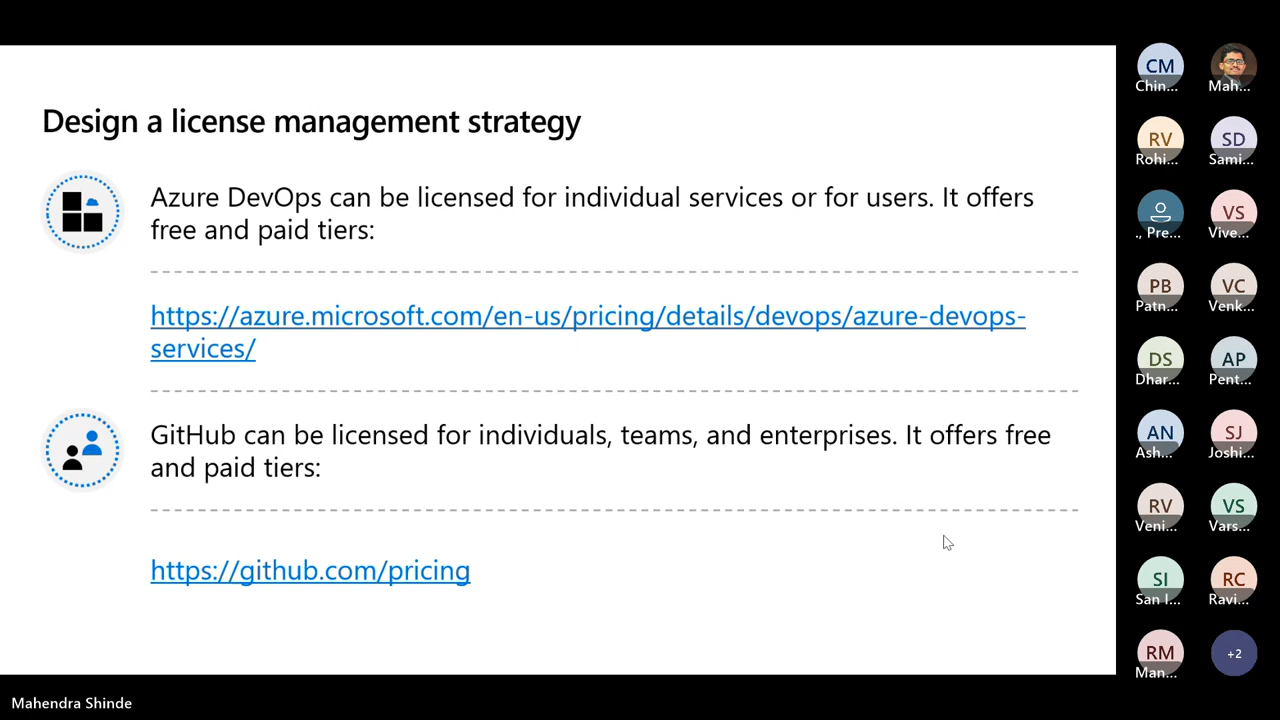 Design a license management strategy
Azure DevOps can be licensed for individual services or for users. It offers
free and paid tiers:
https://azure.microsoft.com/en-us/pricing/details/devops/azure-devops-
services/
GitHub can be licensed for individuals, teams, and enterprises. It offers free
and paid tiers:
https://github.com/pricing
CM
Chin...
Mah...
RV
Rohi...
SD
Sami...
., Pre...
VS
Vive...
PB
Patn...
VC
Venk...
DS
Dhar...
AP
Pent...
AN
Ash...
SJ
Joshi...
RV
Veni...
VS
Vars...
SI
San I...
RC
Ravi...
RM
Man...
+2
Mahendra Shinde